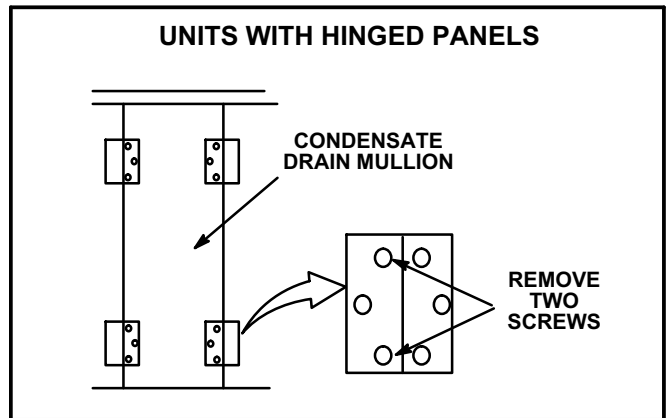 UNITS WITH HINGED PANELS
CONDENSATE
DRAIN MULLION
REMOVE
TWO
SCREWS